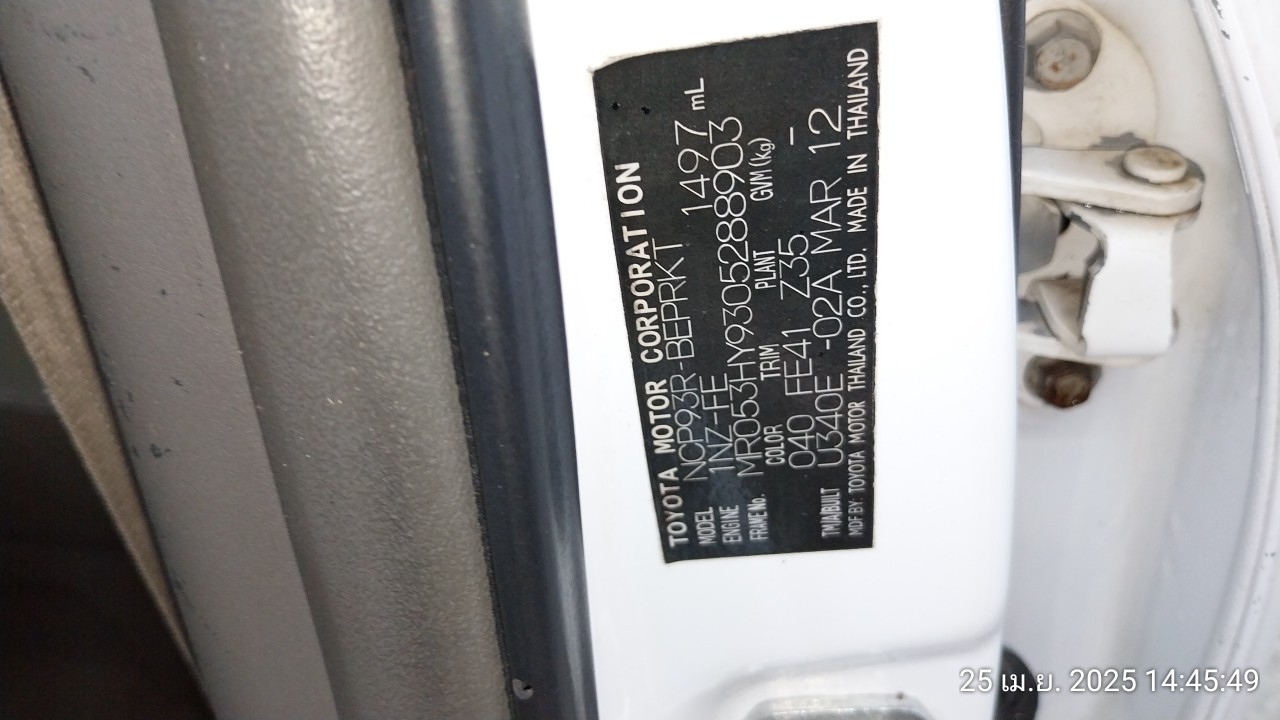 TOYOTA MOTOR CORPORATION
MODEL NCP93R-BEPRKT
ENGINE 1NZ-FE 1497 mL
FRAME No. MR053HY9305288903
COLOR TRIM PLANT GVM(kg)
040 FE41 Z35 –
TM|A|BUILT U340E -02A MAR 12
MDF.BY: TOYOTA MOTOR THAILAND CO., LTD. MADE IN THAILAND
25 เม.ย. 2025 14:45:49